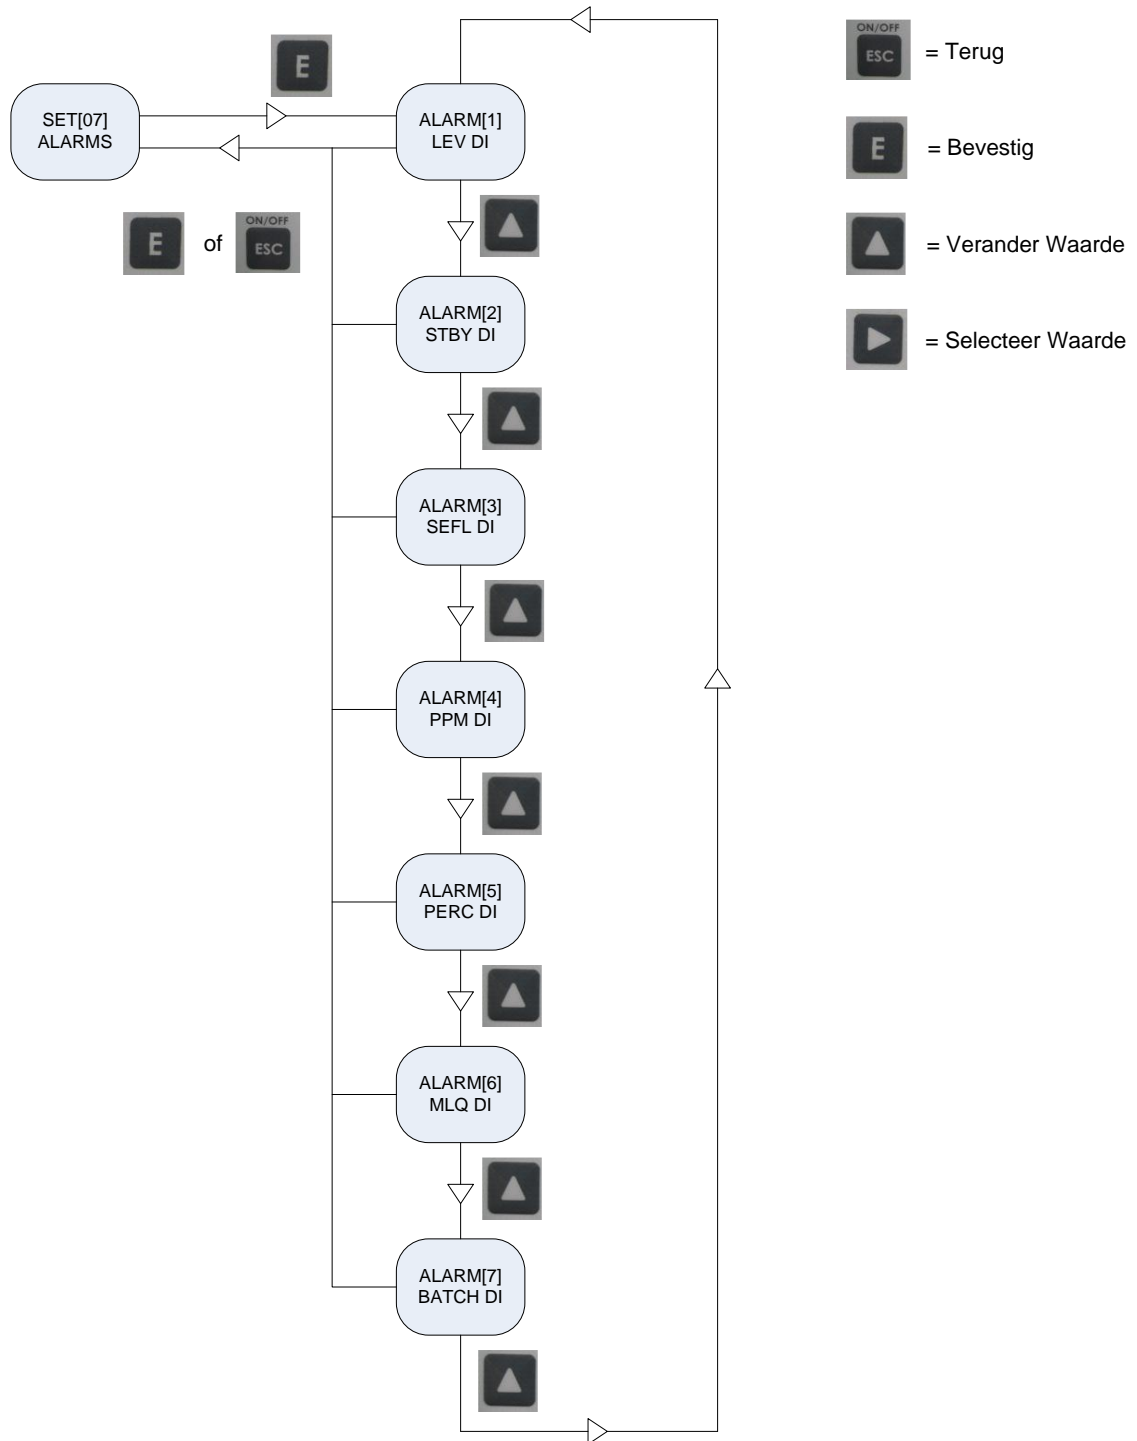 ON/OFF
ESC
= Terug
E
SET[07]
ALARMS
ALARM[1]
LEV DI
E
= Bevestig
E
of
ON/OFF
ESC
= Verander Waarde
ALARM[2]
STBY DI
= Selecteer Waarde
ALARM[3]
SEFL DI
ALARM[4]
PPM DI
ALARM[5]
PERC DI
ALARM[6]
MLQ DI
ALARM[7]
BATCH DI